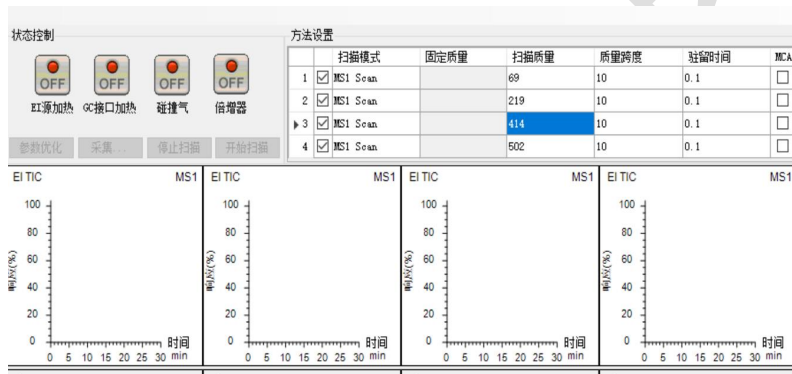 状态控制
OFF OFF OFF OFF
EI源加热 GC接口加热 碰撞气 倍增器
参数优化 采集... 停止扫描 开始扫描
方法设置
扫描模式 固定质量 扫描质量 质量跨度 驻留时间 MCA
1 MS1 Scan 69 10 0.1
2 MS1 Scan 219 10 0.1
3 MS1 Scan 414 10 0.1
4 MS1 Scan 502 10 0.1
EI TIC MS1 EI TIC MS1 EI TIC MS1 EI TIC MS1
100 100 100 100
80 80 80 80
60 60 60 60
40 40 40 40
20 20 20 20
0 0 0 0
响应(%) 响应(%) 响应(%) 响应(%)
时间 时间 时间 时间
0 5 10 15 20 25 30 min 0 5 10 15 20 25 30 min 0 5 10 15 20 25 30 min 0 5 10 15 20 25 30 min